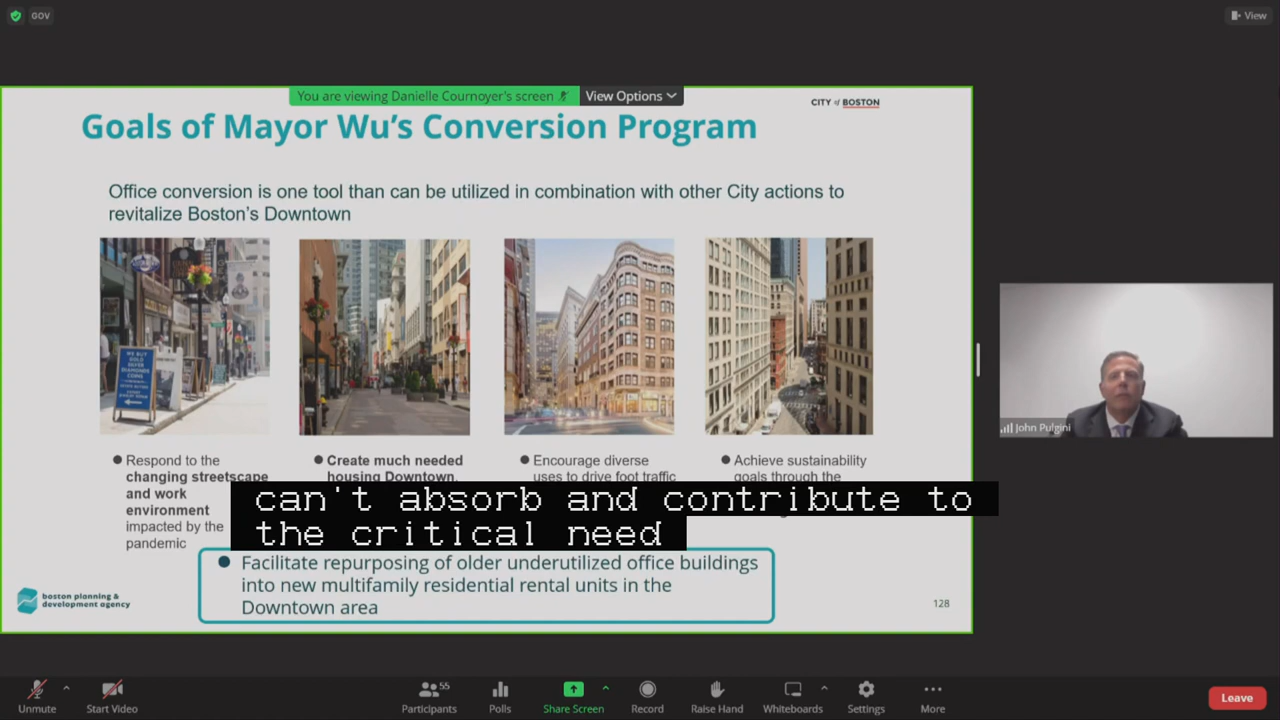 GOV
View
You are viewing Danielle Cournoyer's screen
View Options
CITY of BOSTON
Goals of Mayor Wu's Conversion Program
Office conversion is one tool than can be utilized in combination with other City actions to
revitalize Boston's Downtown
WE BUY
GOLD
SILVER
DIAMONDS
COINS
● Respond to the
changing streetscape
and work
environment
impacted by the
pandemic
● Create much needed
housing Downtown,
● Encourage diverse
uses to drive foot traffic
● Achieve sustainability
goals through the
can't absorb and contribute to
the critical need
● Facilitate repurposing of older underutilized office buildings
into new multifamily residential rental units in the
Downtown area
boston planning &
development agency
128
John Pulgini
Unmute
Start Video
Participants
55
Polls
Share Screen
Record
Raise Hand
Whiteboards
Settings
More
Leave